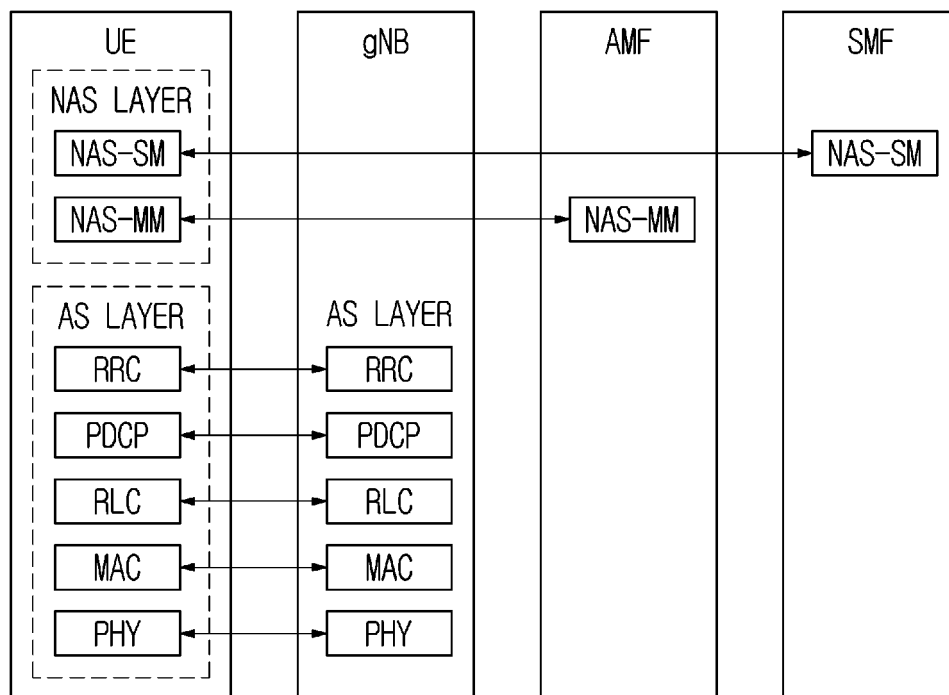 UE
gNB
AMF
SMF
NAS LAYER
NAS-SM
NAS-SM
NAS-MM
NAS-MM
AS LAYER
AS LAYER
RRC
RRC
PDCP
PDCP
RLC
RLC
MAC
MAC
PHY
PHY